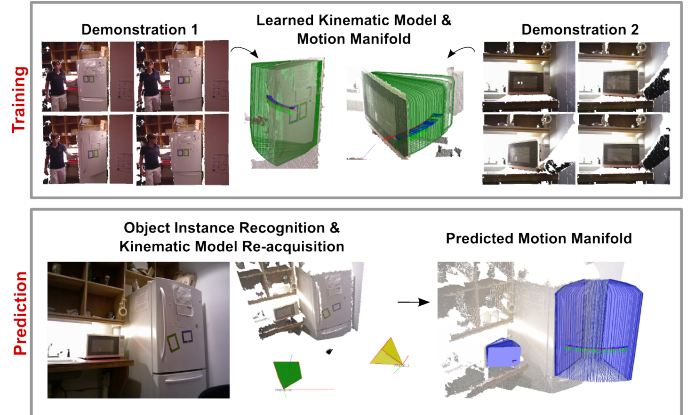 Training
Demonstration 1
Learned Kinematic Model &
Motion Manifold
Demonstration 2
Prediction
Object Instance Recognition &
Kinematic Model Re-acquisition
Predicted Motion Manifold